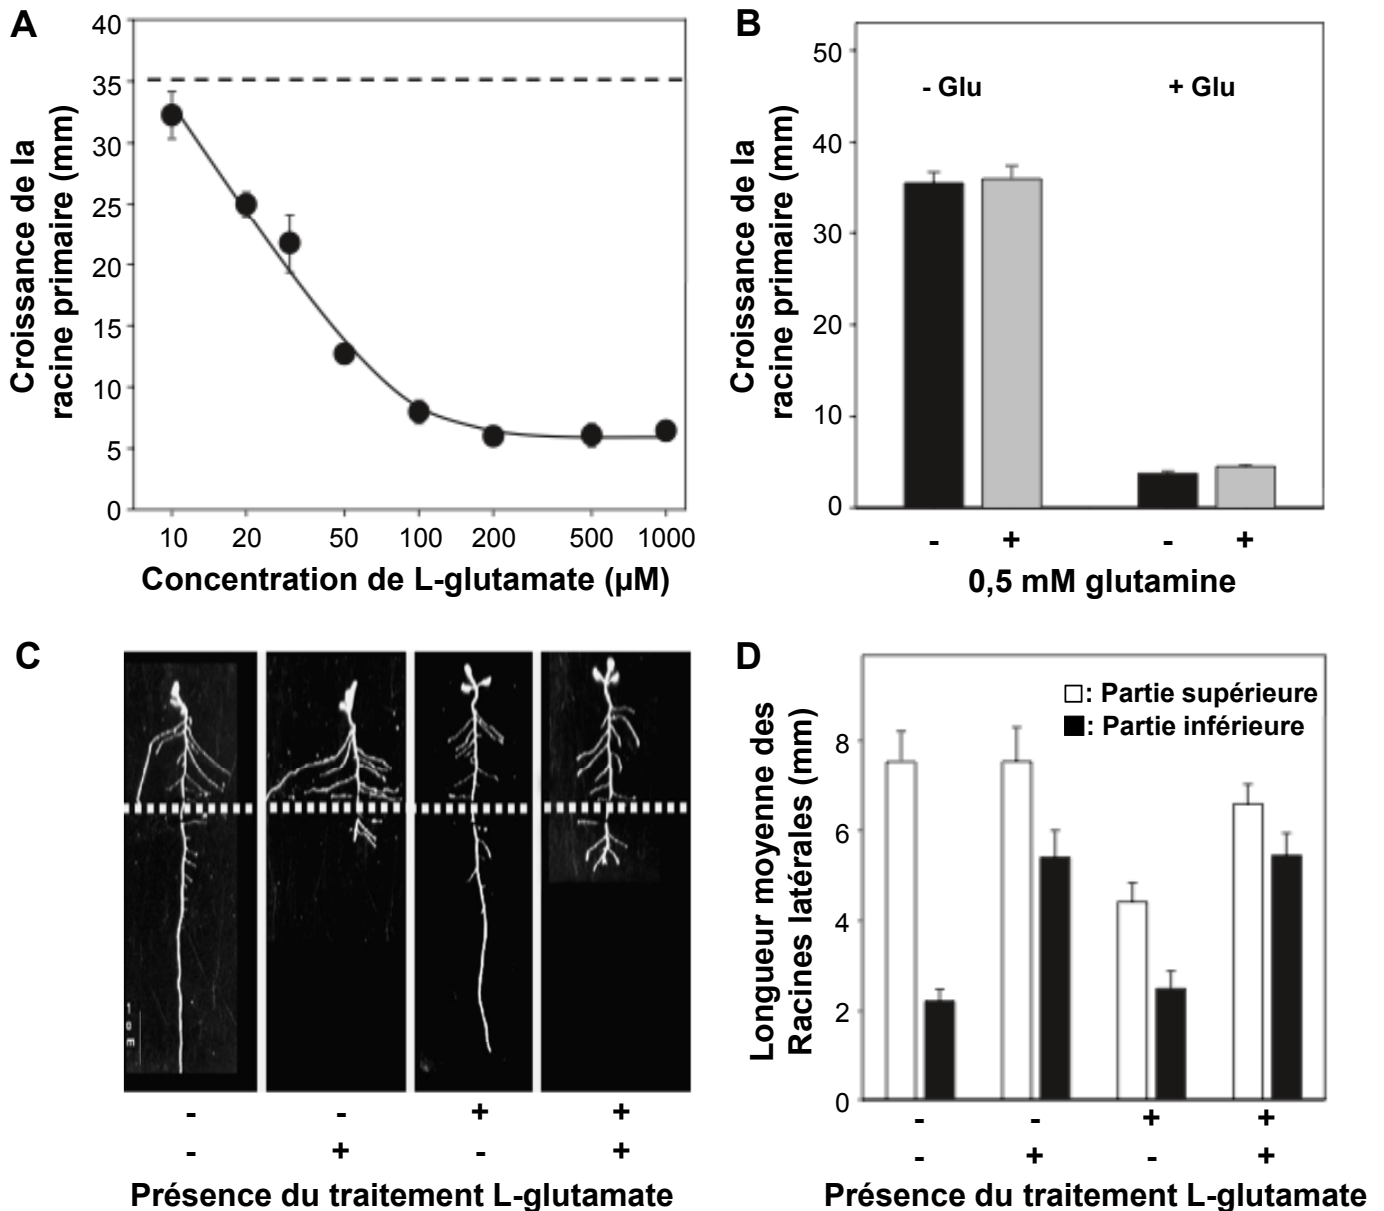 A
40
35
30
25
20
15
10
5
0
Croissance de la
racine primaire (mm)
10 20 50 100 200 500 1000
Concentration de L-glutamate (µM)
B
50
40
30
20
10
0
Croissance de la
racine primaire (mm)
- Glu + Glu
- + - +
0,5 mM glutamine
C
- - + +
- + - +
Présence du traitement L-glutamate
D
8
6
4
2
0
Longueur moyenne des
Racines latérales (mm)
: Partie supérieure
: Partie inférieure
- - + +
- + - +
Présence du traitement L-glutamate